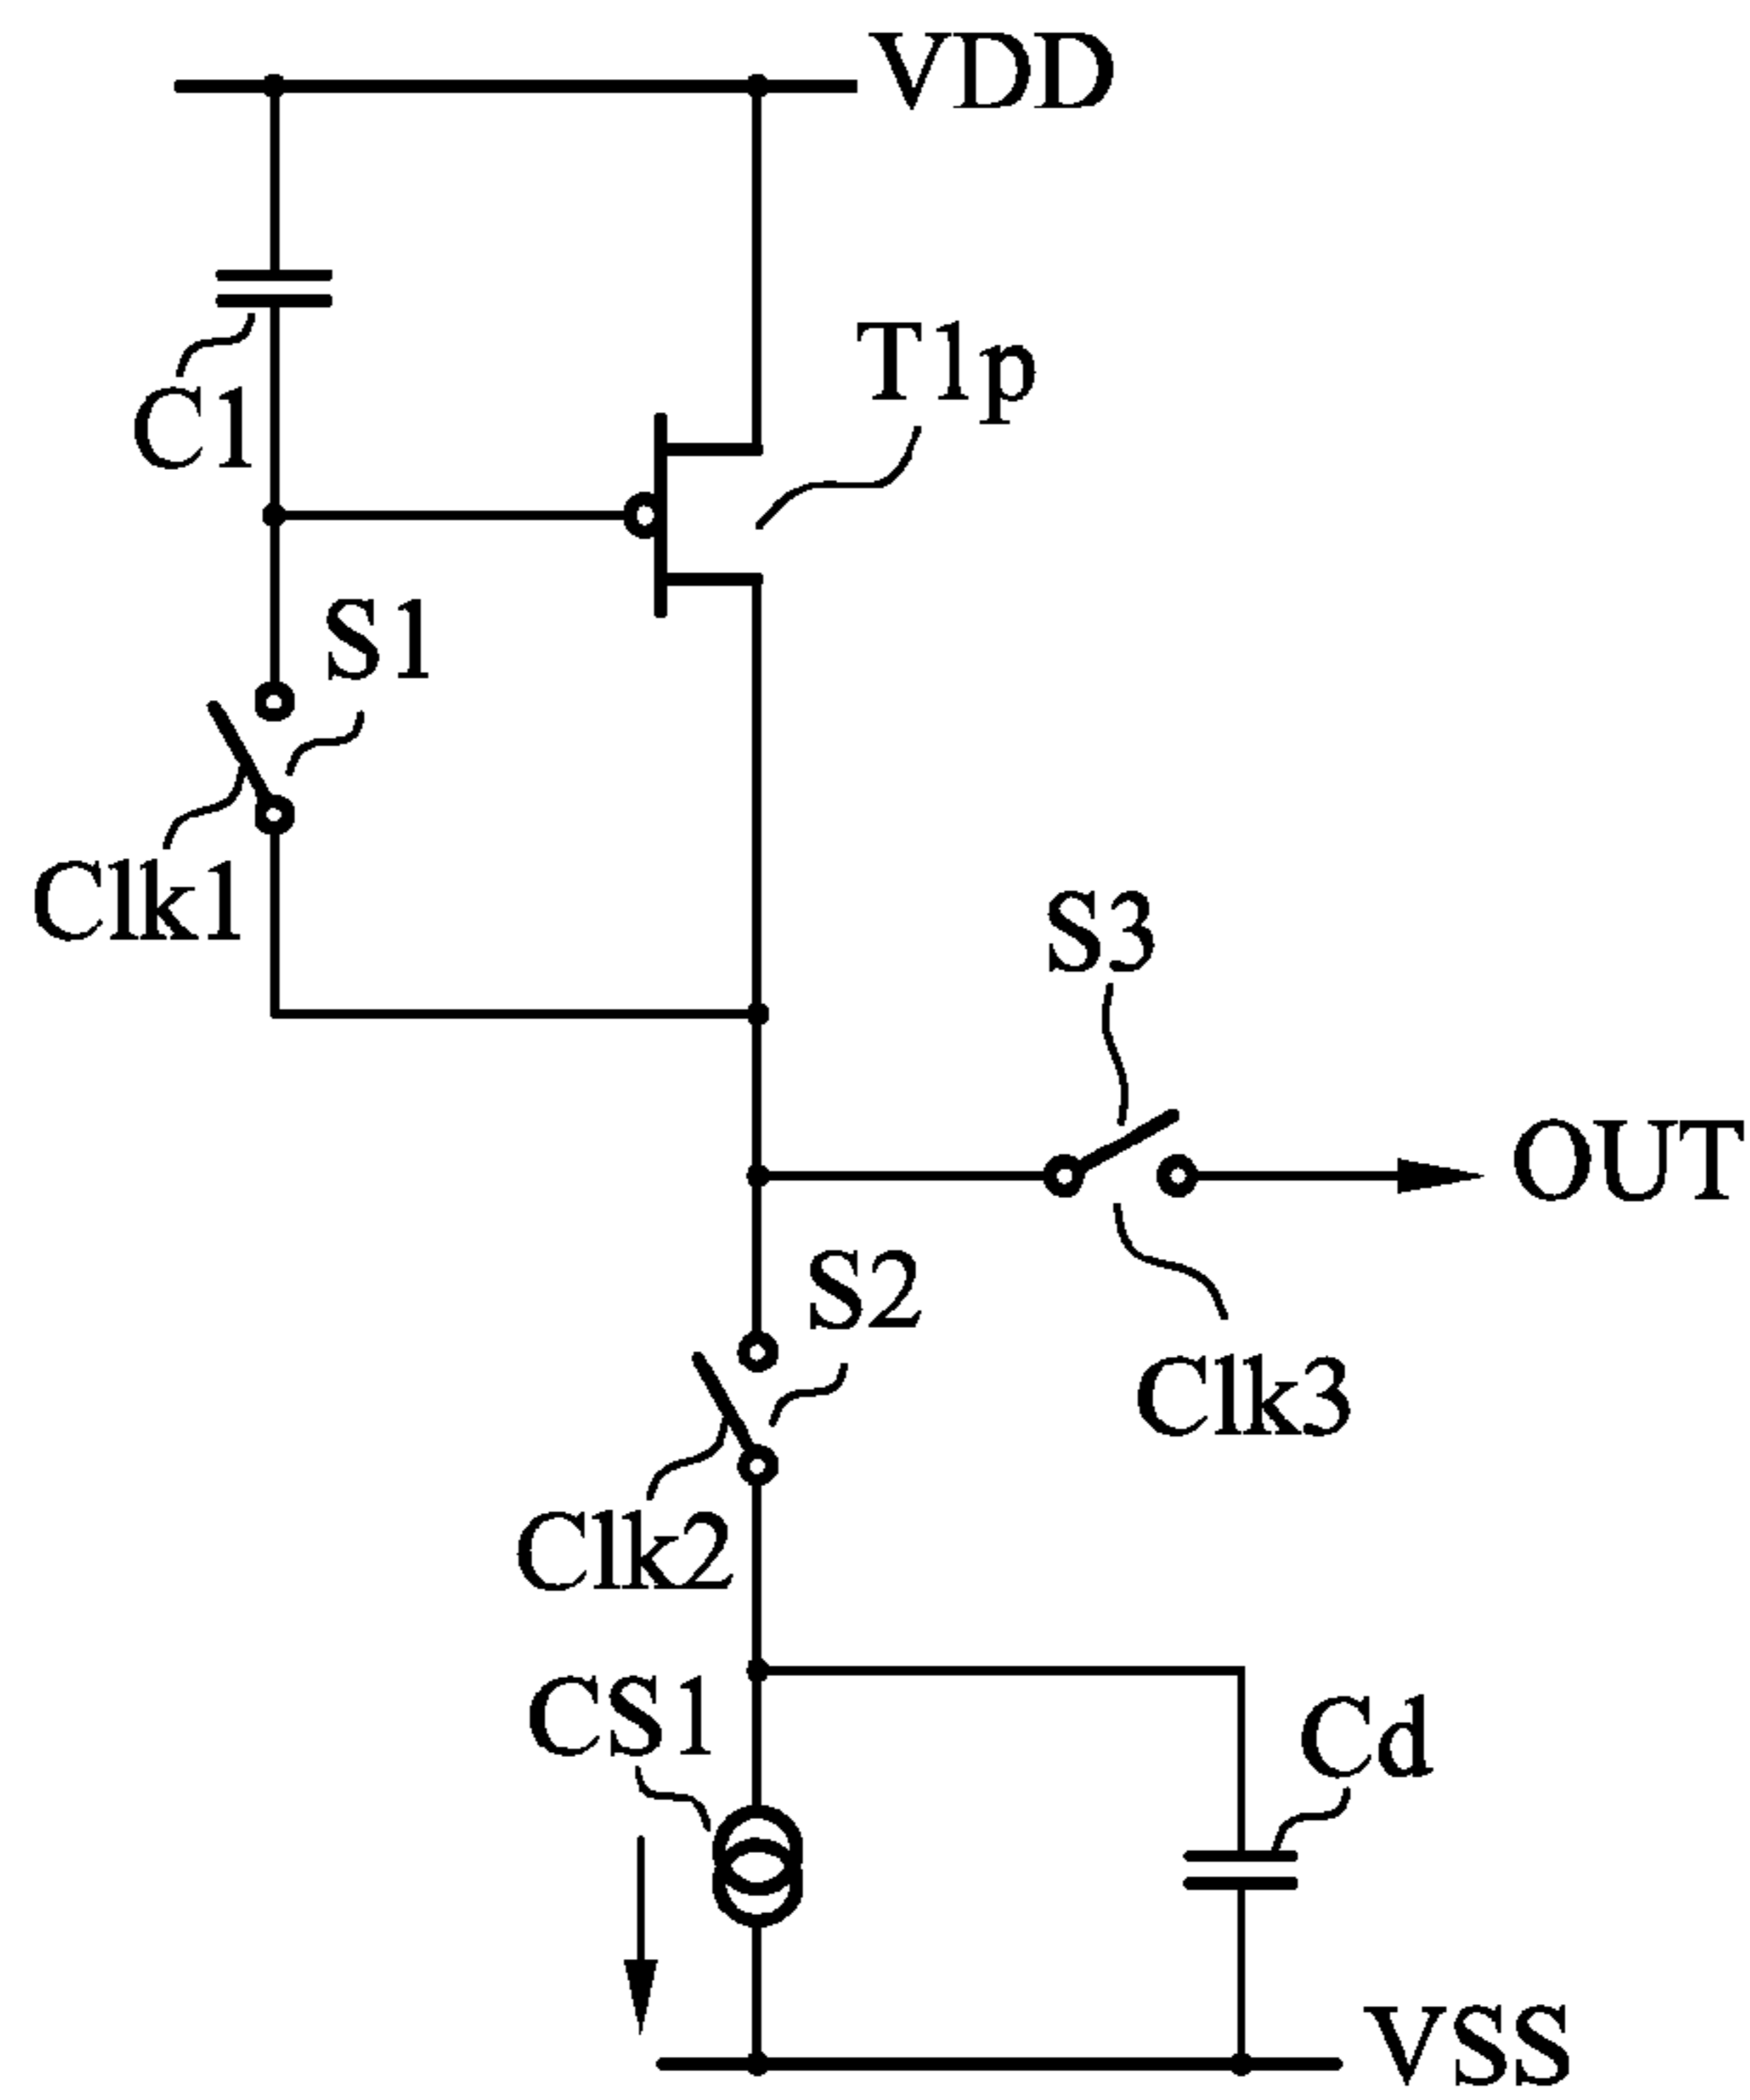 VDD
T1p
C1
S1
Clk1
S3
OUT
S2
Clk3
Clk2
CS1
Cd
VSS